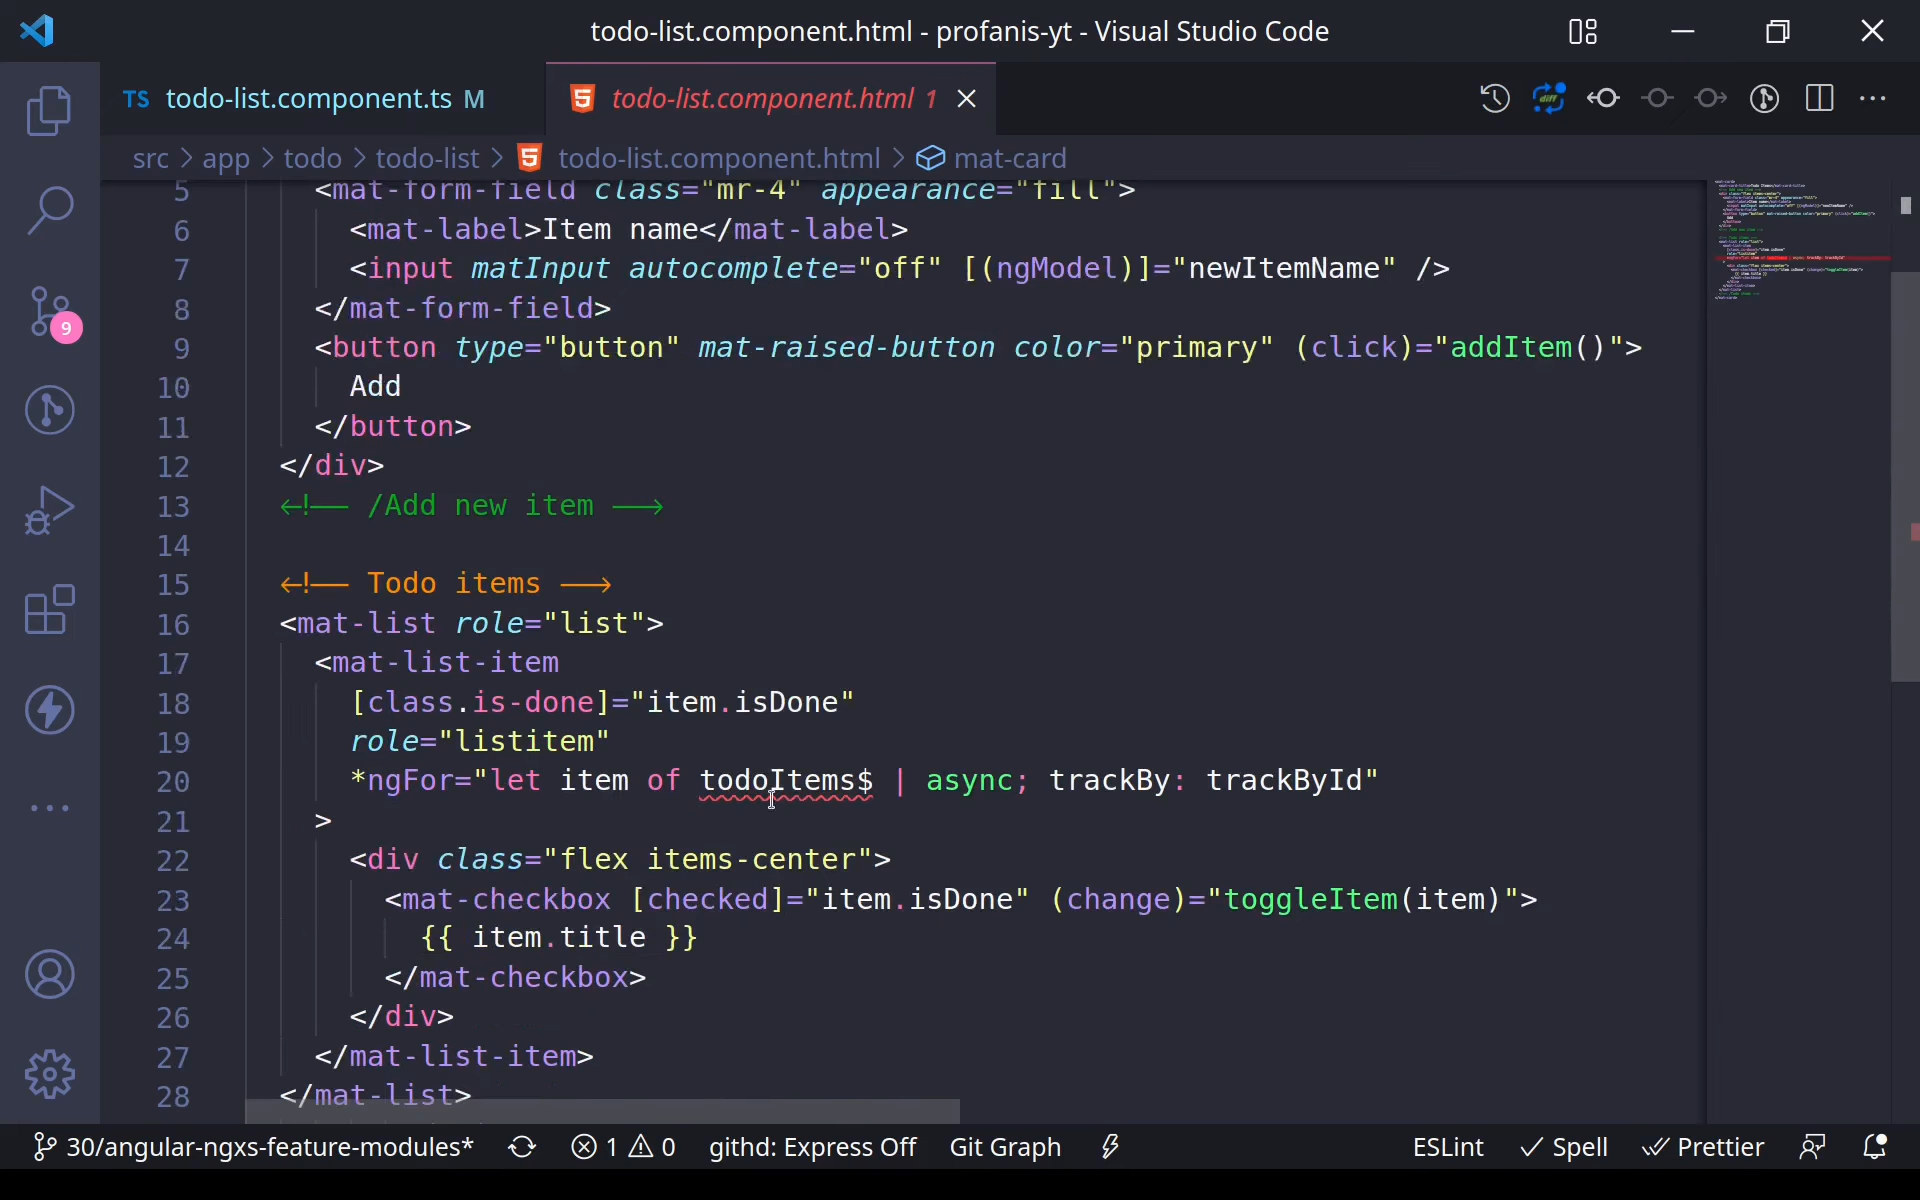 todo-list.component.html - profanis-yt - Visual Studio Code
TS todo-list.component.ts M
todo-list.component.html 1
src > app > todo > todo-list > todo-list.component.html > mat-card
5 <mat-form-field class="mr-4" appearance="fill">
6 <mat-label>Item name</mat-label>
7 <input matInput autocomplete="off" [(ngModel)]="newItemName" />
8 </mat-form-field>
9 <button type="button" mat-raised-button color="primary" (click)="addItem()">
10 Add
11 </button>
12 </div>
13 <!-- /Add new item -->
14
15 <!-- Todo items -->
16 <mat-list role="list">
17 <mat-list-item
18 [class.is-done]="item.isDone"
19 role="listitem"
20 *ngFor="let item of todoItems$ | async; trackBy: trackById"
21 >
22 <div class="flex items-center">
23 <mat-checkbox [checked]="item.isDone" (change)="toggleItem(item)">
24 {{ item.title }}
25 </mat-checkbox>
26 </div>
27 </mat-list-item>
28 </mat-list>
9
30/angular-ngxs-feature-modules* 1 0 githd: Express Off Git Graph ESLint Spell Prettier